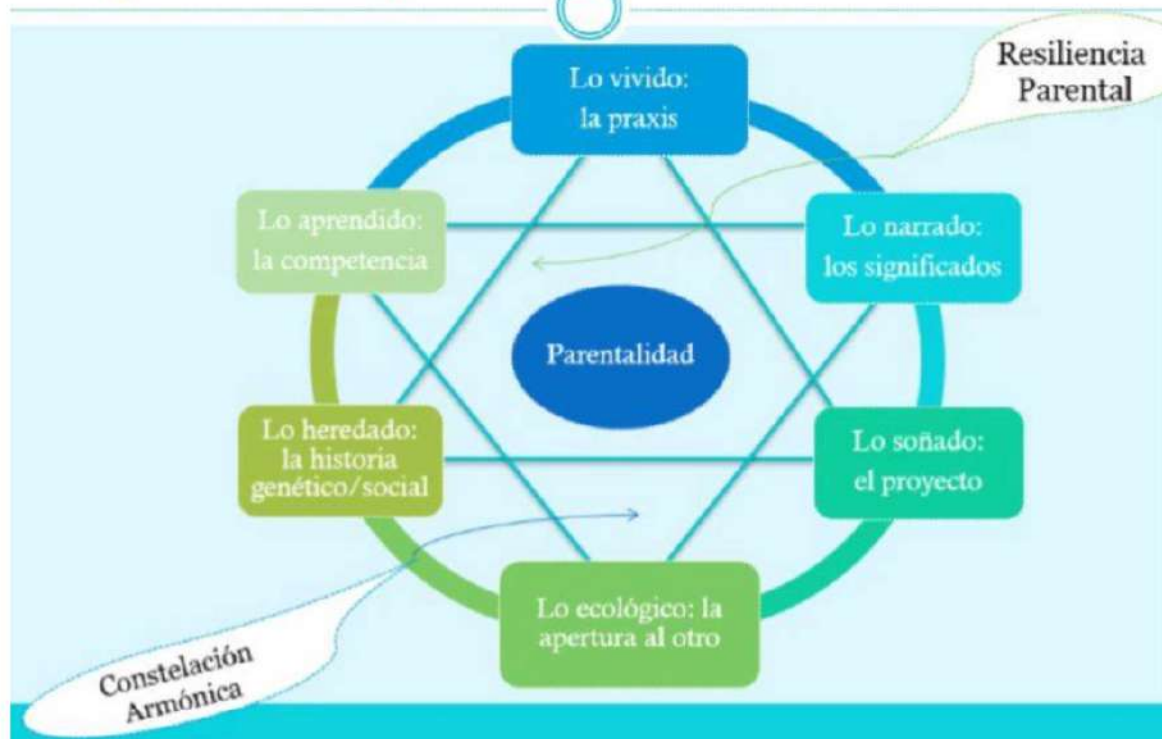 Resiliencia
Parental
Lo vivido:
la praxis
Lo aprendido:
la competencia
Lo narrado:
los significados
Parentalidad
Lo heredado:
la historia
genético/social
Lo soñado:
el proyecto
Lo ecológico: la
apertura al otro
Constelación
Armónica